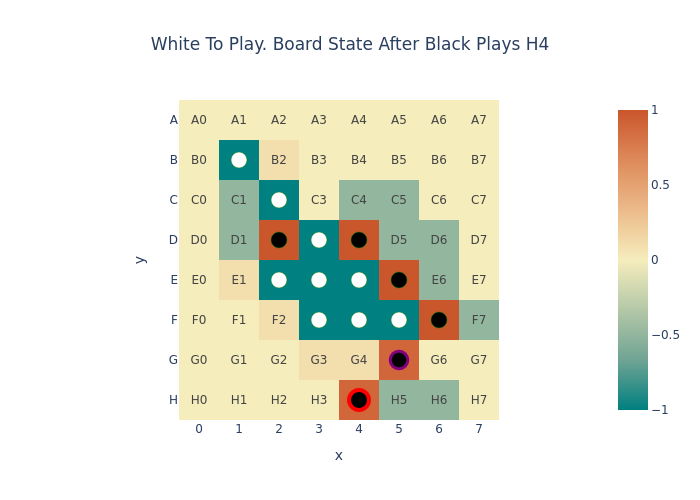 White To Play. Board State After Black Plays H4
A A0 A1 A2 A3 A4 A5 A6 A7
B B0 B2 B3 B4 B5 B6 B7
C C0 C1 C3 C4 C5 C6 C7
D D0 D1 D5 D6 D7
E E0 E1 E6 E7
F F0 F1 F2 F7
G G0 G1 G2 G3 G4 G6 G7
H H0 H1 H2 H3 H5 H6 H7
0 1 2 3 4 5 6 7
x
y
1
0.5
0
−0.5
−1